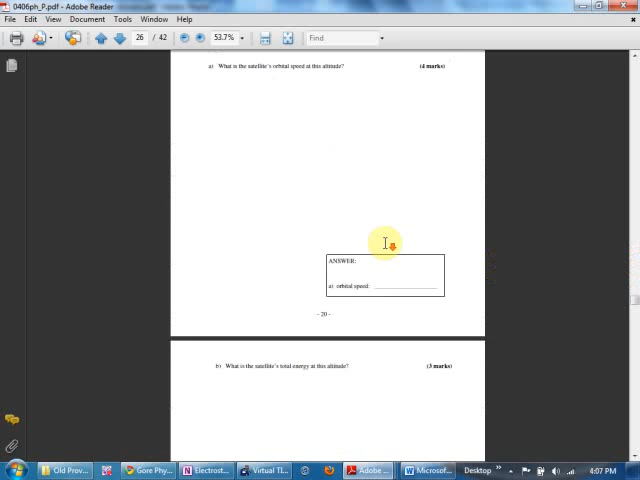 0406ph_P.pdf - Adobe Reader
File Edit View Document Tools Window Help
26 / 42 53.7% Find
a) What is the satellite's orbital speed at this altitude? (4 marks)
ANSWER:
a) orbital speed:
- 20 -
b) What is the satellite's total energy at this altitude? (3 marks)
Old Prov... Gore Phy... Electrost... Virtual TI... Adobe ... Microsof... Desktop 4:07 PM